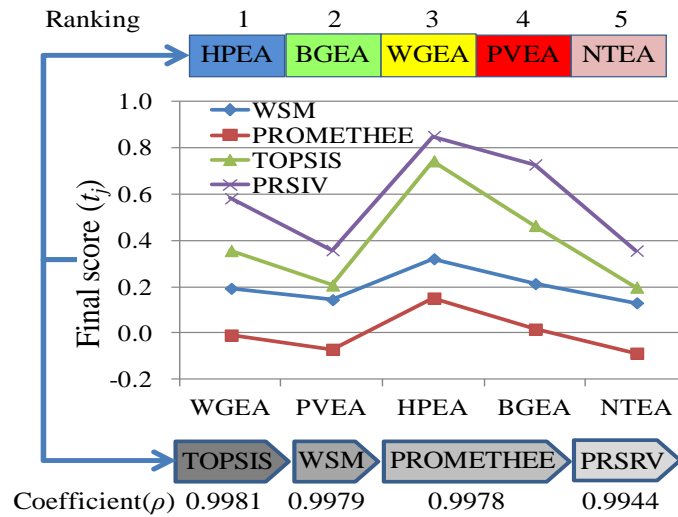 Ranking 1 2 3 4 5
HPEA BGEA WGEA PVEA NTEA
Final score (tj)
1.0
0.8
0.6
0.4
0.2
0.0
-0.2
WSM
PROMETHEE
TOPSIS
PRSIV
WGEA PVEA HPEA BGEA NTEA
TOPSIS WSM PROMETHEE PRSRV
Coefficient(ρ) 0.9981 0.9979 0.9978 0.9944